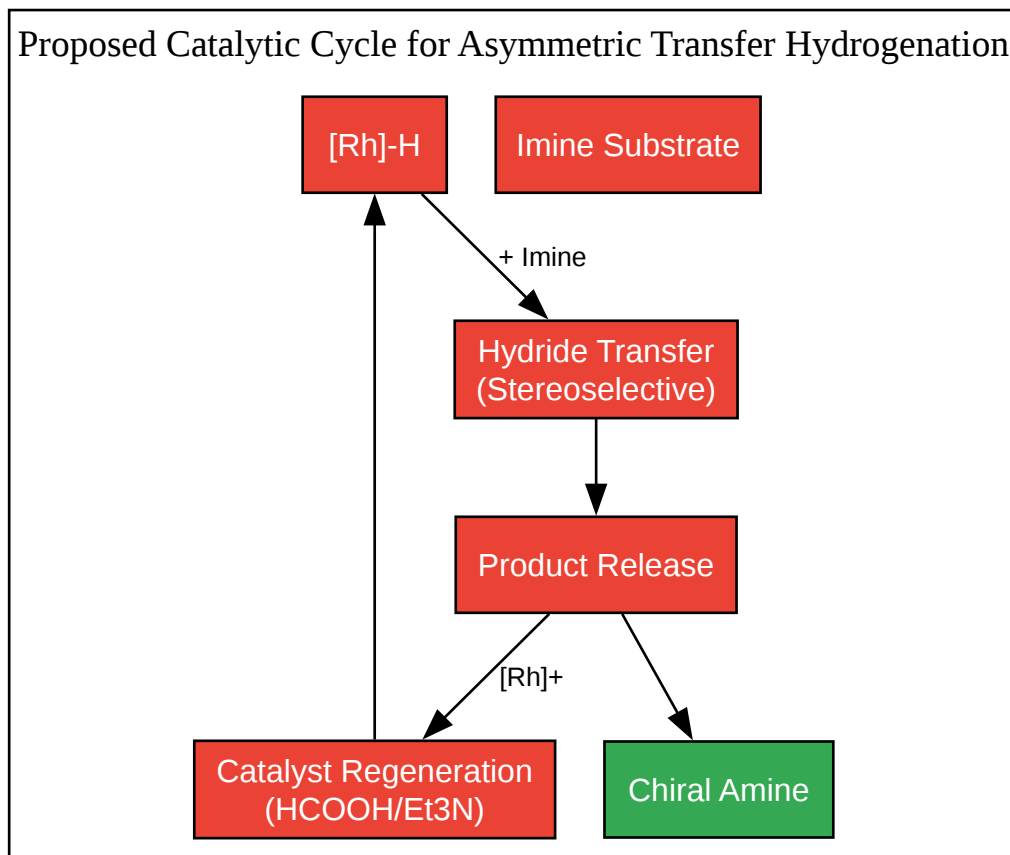 Proposed Catalytic Cycle for Asymmetric Transfer Hydrogenation
[Rh]-H
Imine Substrate
+ Imine
Hydride Transfer
(Stereoselective)
Product Release
[Rh]+
Catalyst Regeneration
(HCOOH/Et3N)
Chiral Amine